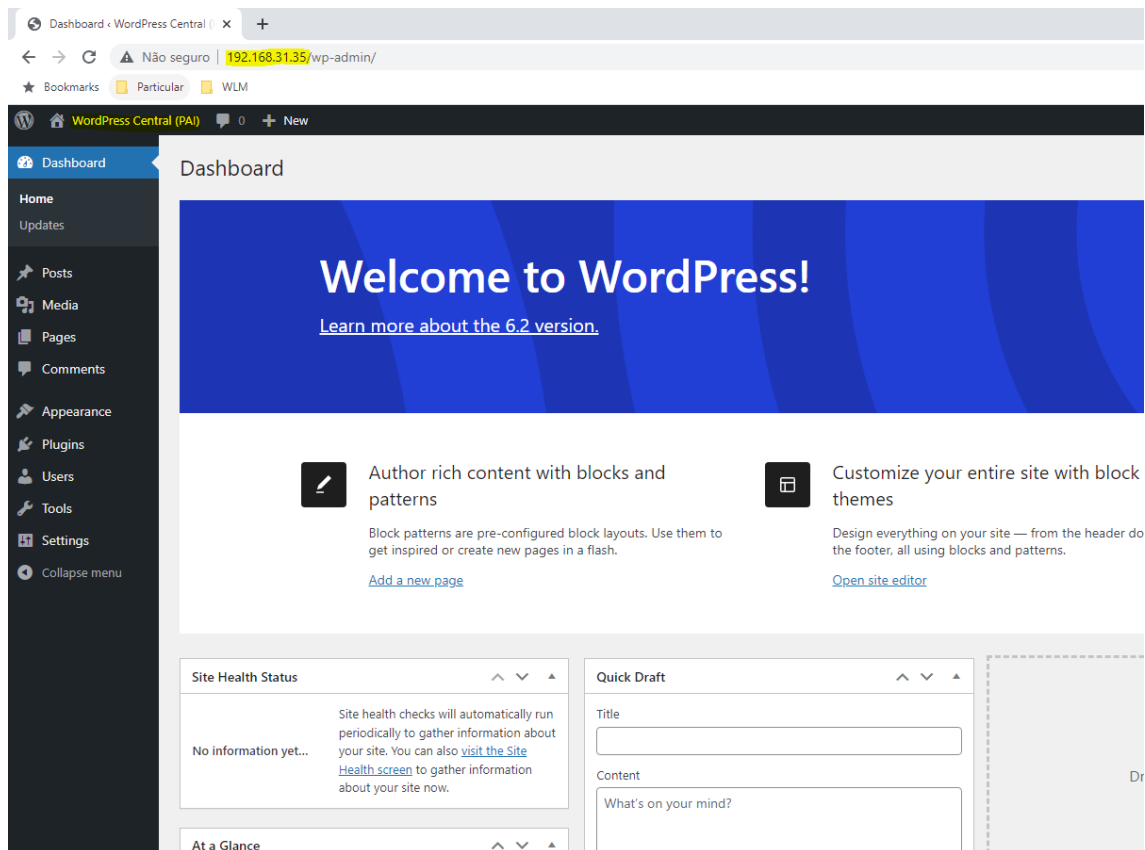 Dashboard ‹ WordPress Central (
Não seguro
192.168.31.35/wp-admin/
Bookmarks
Particular
WLM
WordPress Central (PAI)
0
New
Dashboard
Home
Updates
Posts
Media
Pages
Comments
Appearance
Plugins
Users
Tools
Settings
Collapse menu
Dashboard
Welcome to WordPress!
Learn more about the 6.2 version.
Author rich content with blocks and
patterns
Block patterns are pre-configured block layouts. Use them to
get inspired or create new pages in a flash.
Add a new page
Customize your entire site with block
themes
Design everything on your site — from the header do
the footer, all using blocks and patterns.
Open site editor
Site Health Status
No information yet...
Site health checks will automatically run
periodically to gather information about
your site. You can also visit the Site
Health screen to gather information
about your site now.
At a Glance
Quick Draft
Title
Content
What's on your mind?
Dr